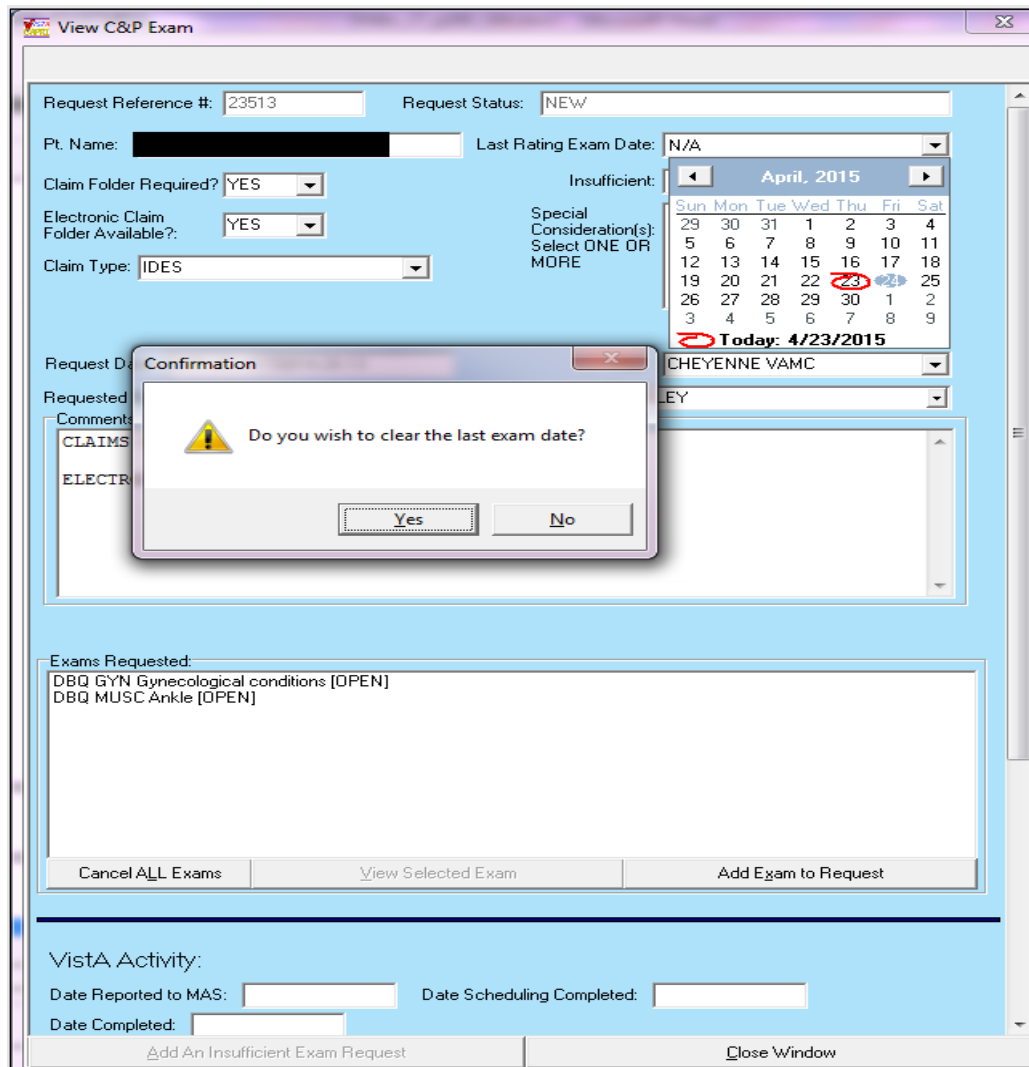 View C&P Exam
Request Reference #: 23513 Request Status: NEW
Pt. Name: Last Rating Exam Date: N/A
Claim Folder Required? YES Insufficient:
April, 2015
Sun Mon Tue Wed Thu Fri Sat
29 30 31 1 2 3 4
5 6 7 8 9 10 11
12 13 14 15 16 17 18
19 20 21 22 23 24 25
26 27 28 29 30 1 2
3 4 5 6 7 8 9
Today: 4/23/2015
Electronic Claim
Folder Available?: YES
Special
Consideration(s):
Select ONE OR
MORE
Claim Type: IDES
Request Da CHEYENNE VAMC
Requested LEY
Confirmation
Do you wish to clear the last exam date?
Yes No
Comments
CLAIMS
ELECTR
Exams Requested:
DBQ GYN Gynecological conditions [OPEN]
DBQ MUSC Ankle [OPEN]
Cancel ALL Exams View Selected Exam Add Exam to Request
VistA Activity:
Date Reported to MAS: Date Scheduling Completed:
Date Completed:
Add An Insufficient Exam Request Close Window